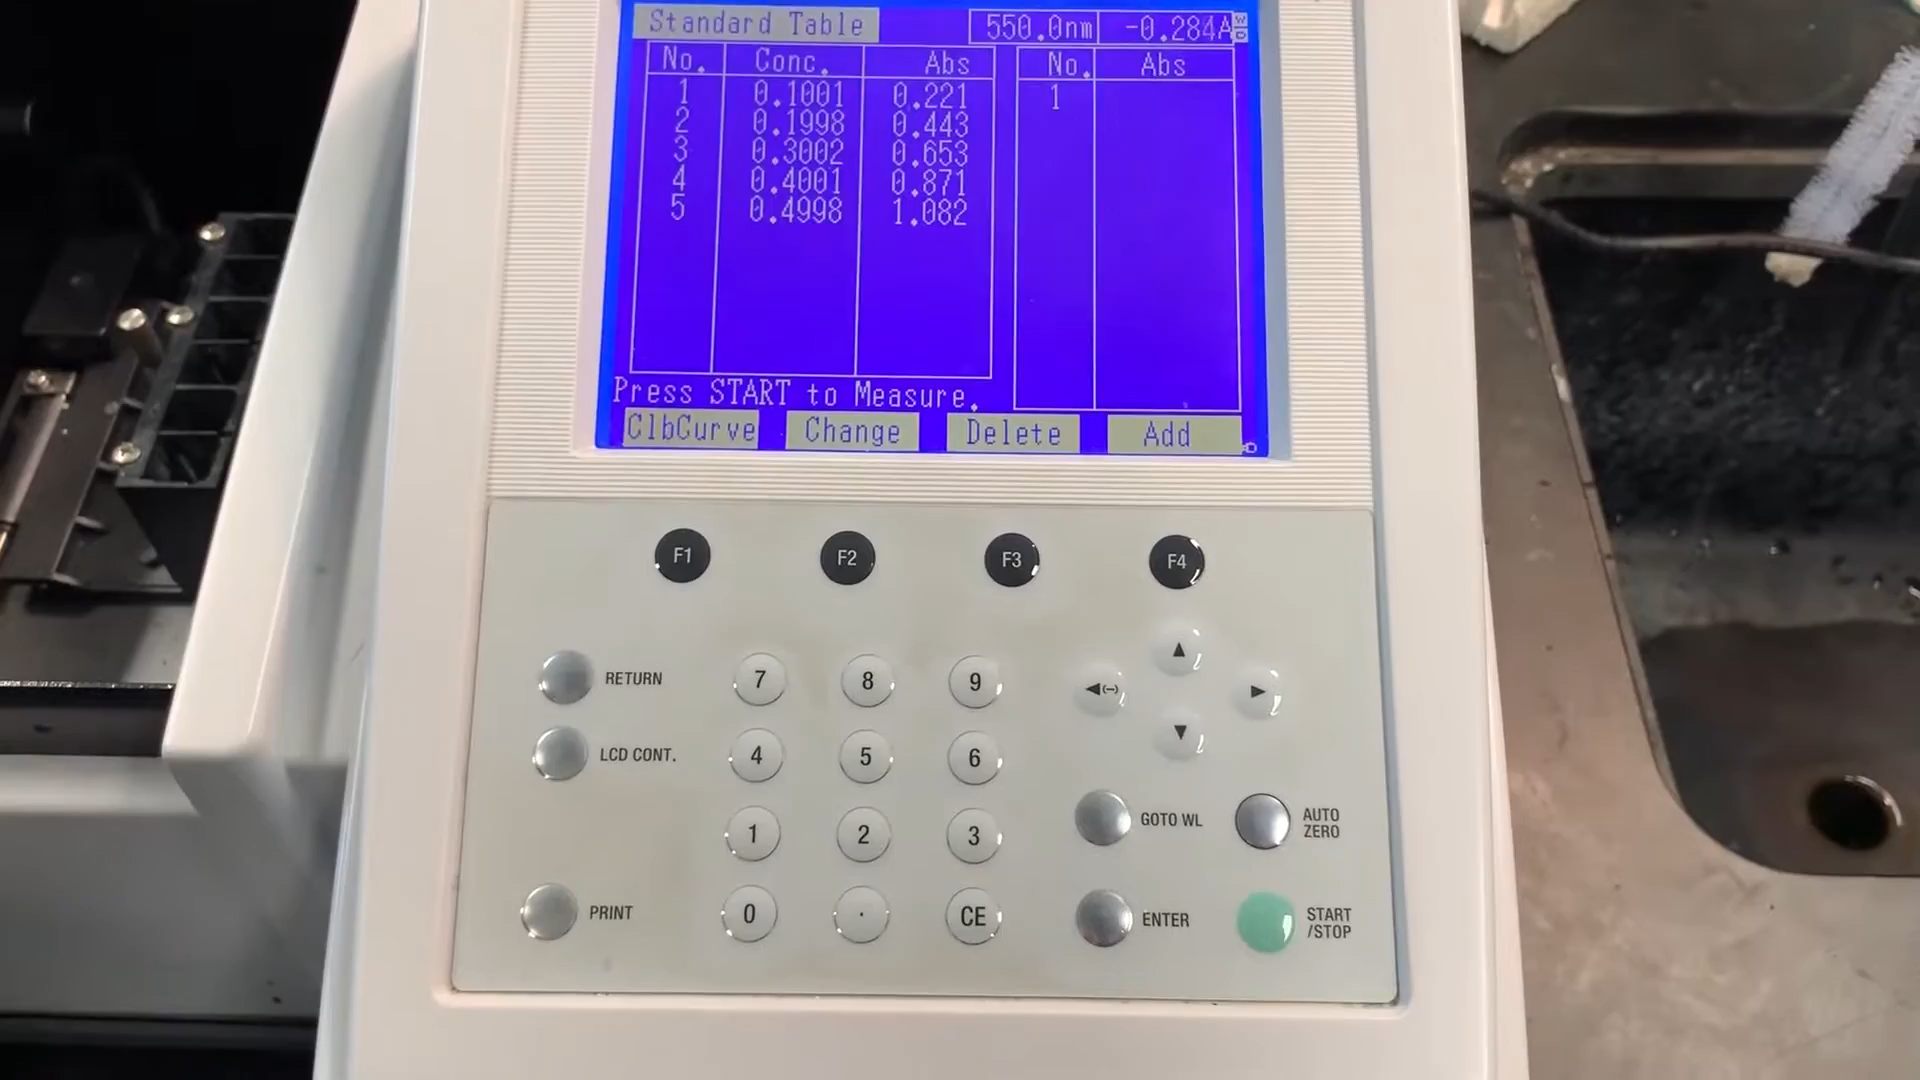 Standard Table 550.0nm -0.284A
No. Conc. Abs No. Abs
1 0.1001 0.221 1
2 0.1998 0.443
3 0.3002 0.653
4 0.4001 0.871
5 0.4998 1.082
Press START to Measure.
ClbCurve Change Delete Add
F1 F2 F3 F4
RETURN 7 8 9 ▲ ◀(−) ▶
LCD CONT. 4 5 6 ▼
1 2 3 GOTO WL AUTO
ZERO
PRINT 0 . CE ENTER START
/STOP